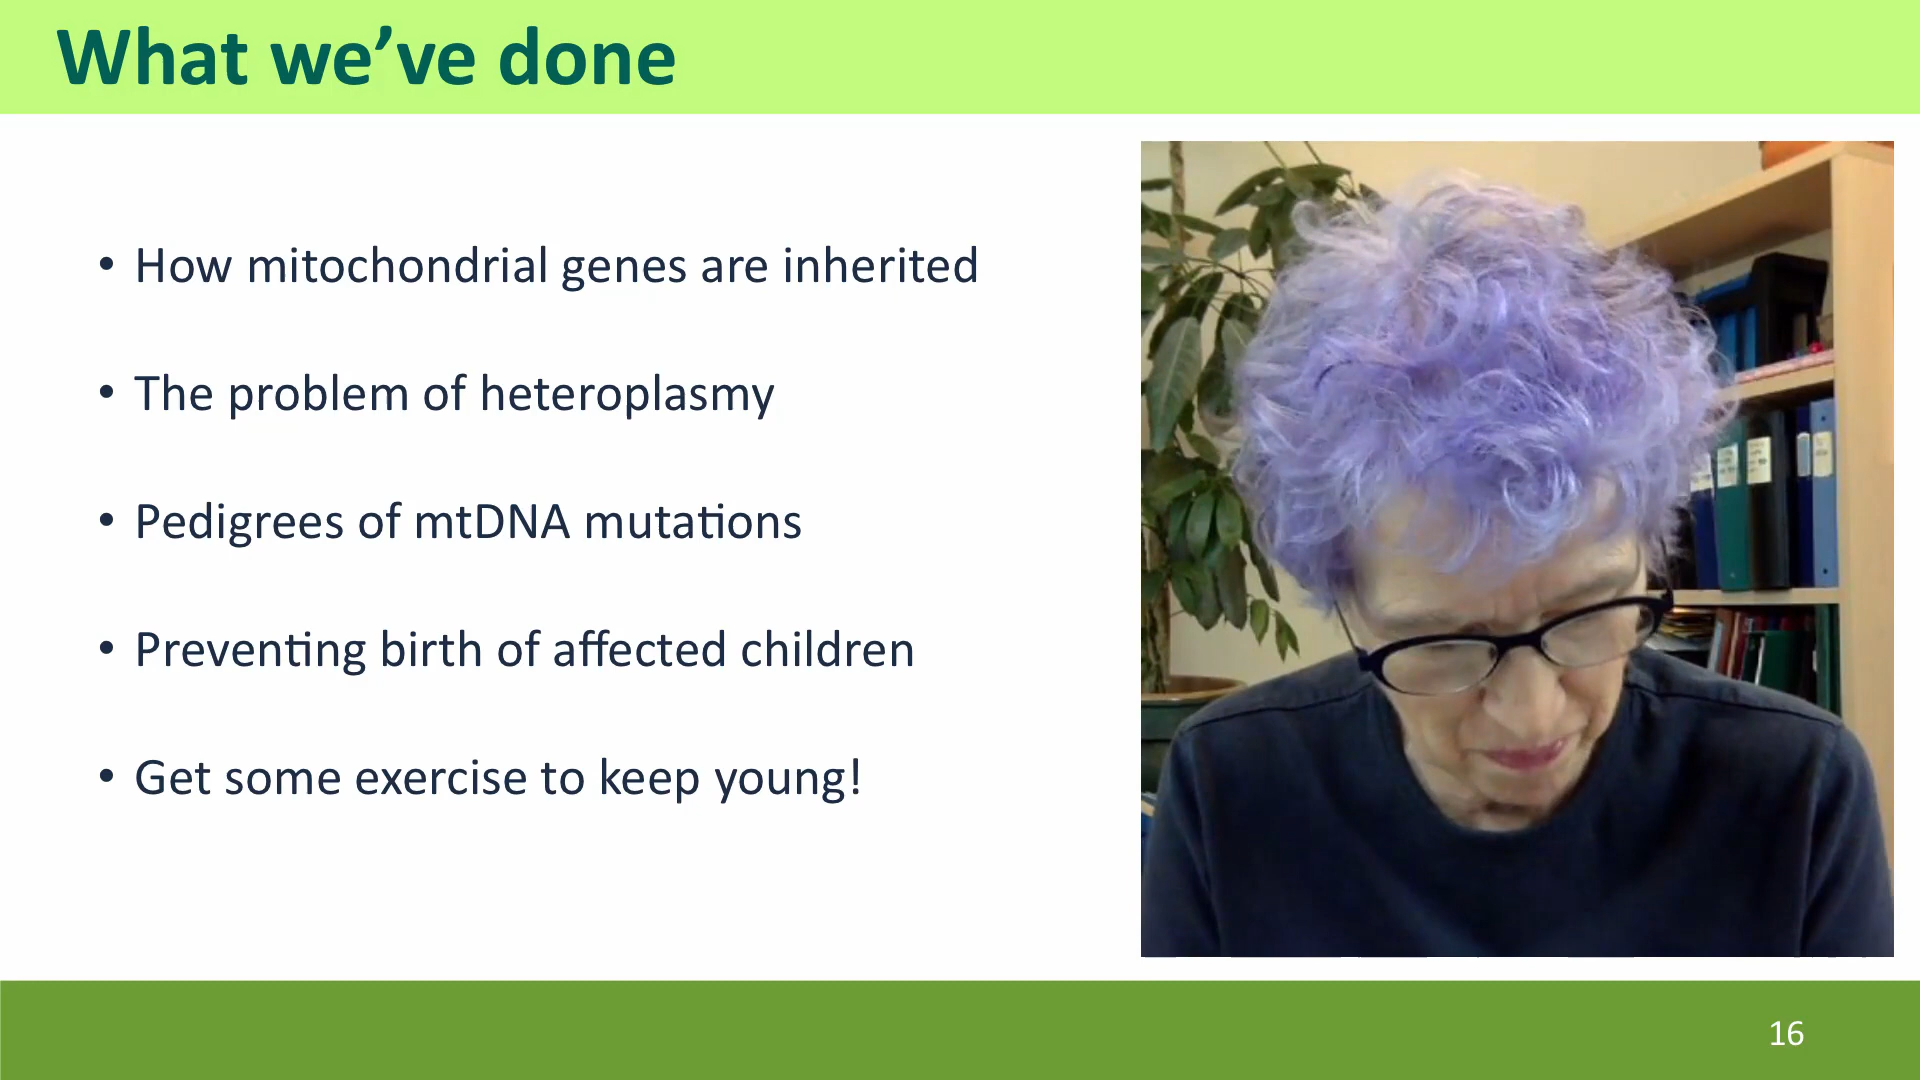 What we’ve done
• How mitochondrial genes are inherited
• The problem of heteroplasmy
• Pedigrees of mtDNA mutations
• Preventing birth of affected children
• Get some exercise to keep young!
16